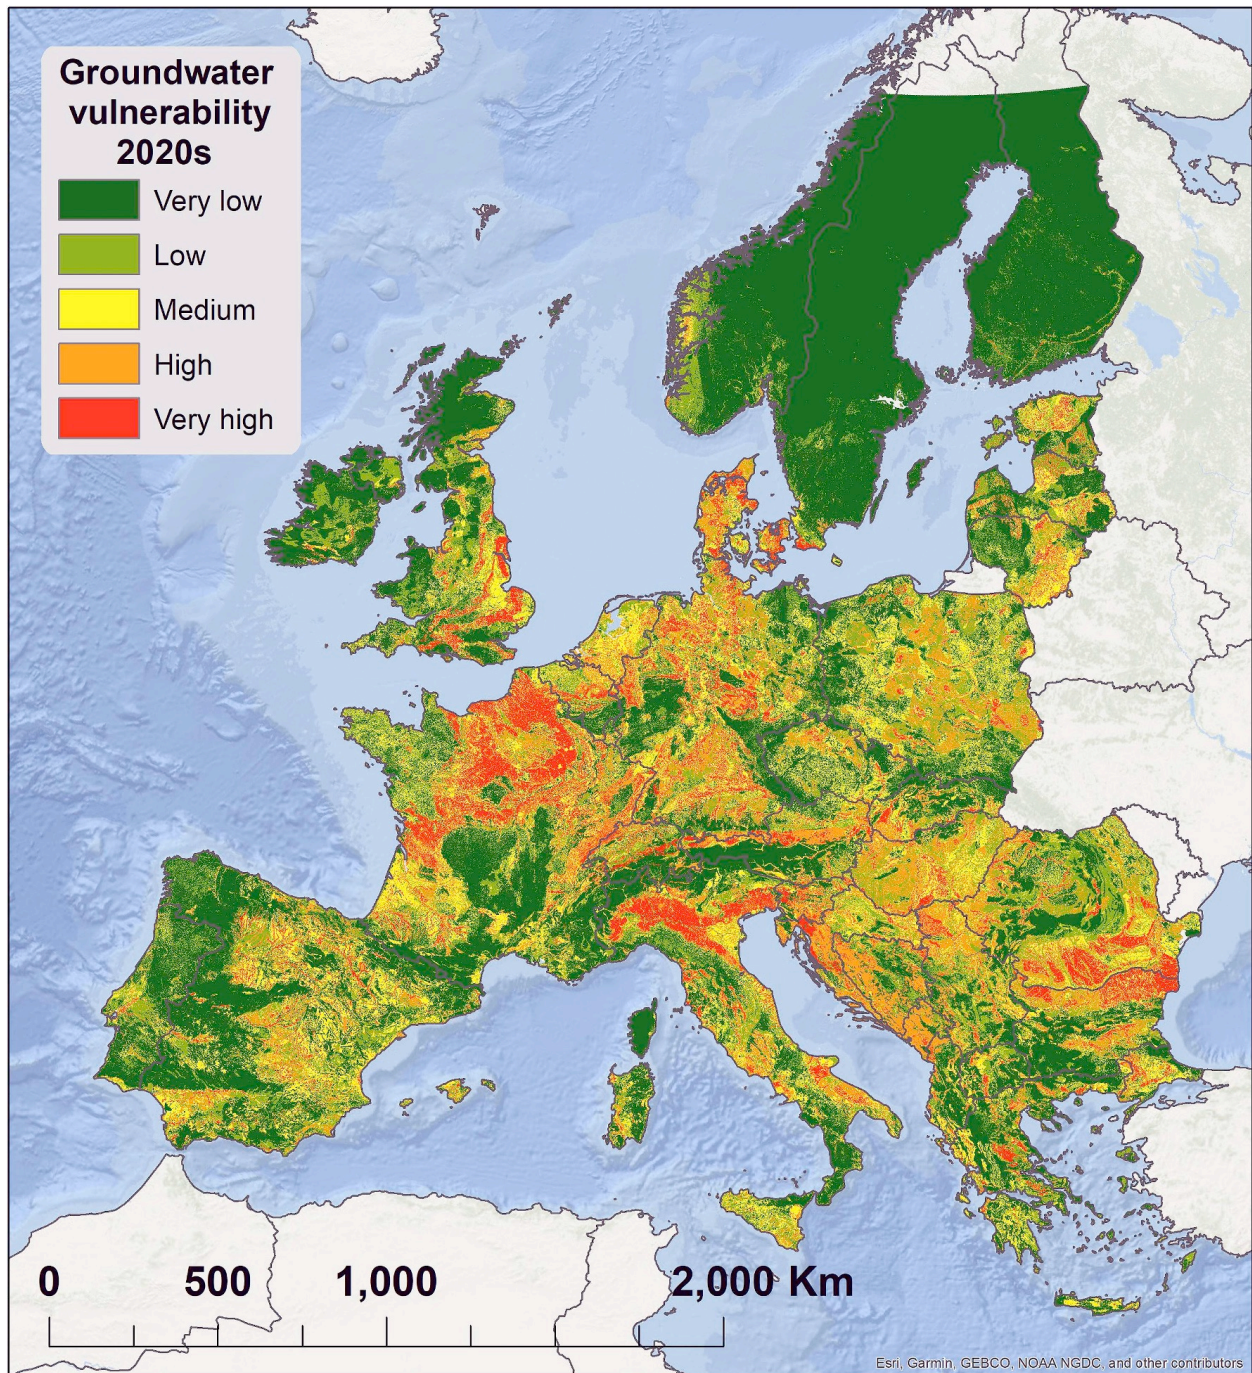 Groundwater
vulnerability
2020s
Very low
Low
Medium
High
Very high
0 500 1,000 2,000 Km
Esri, Garmin, GEBCO, NOAA NGDC, and other contributors